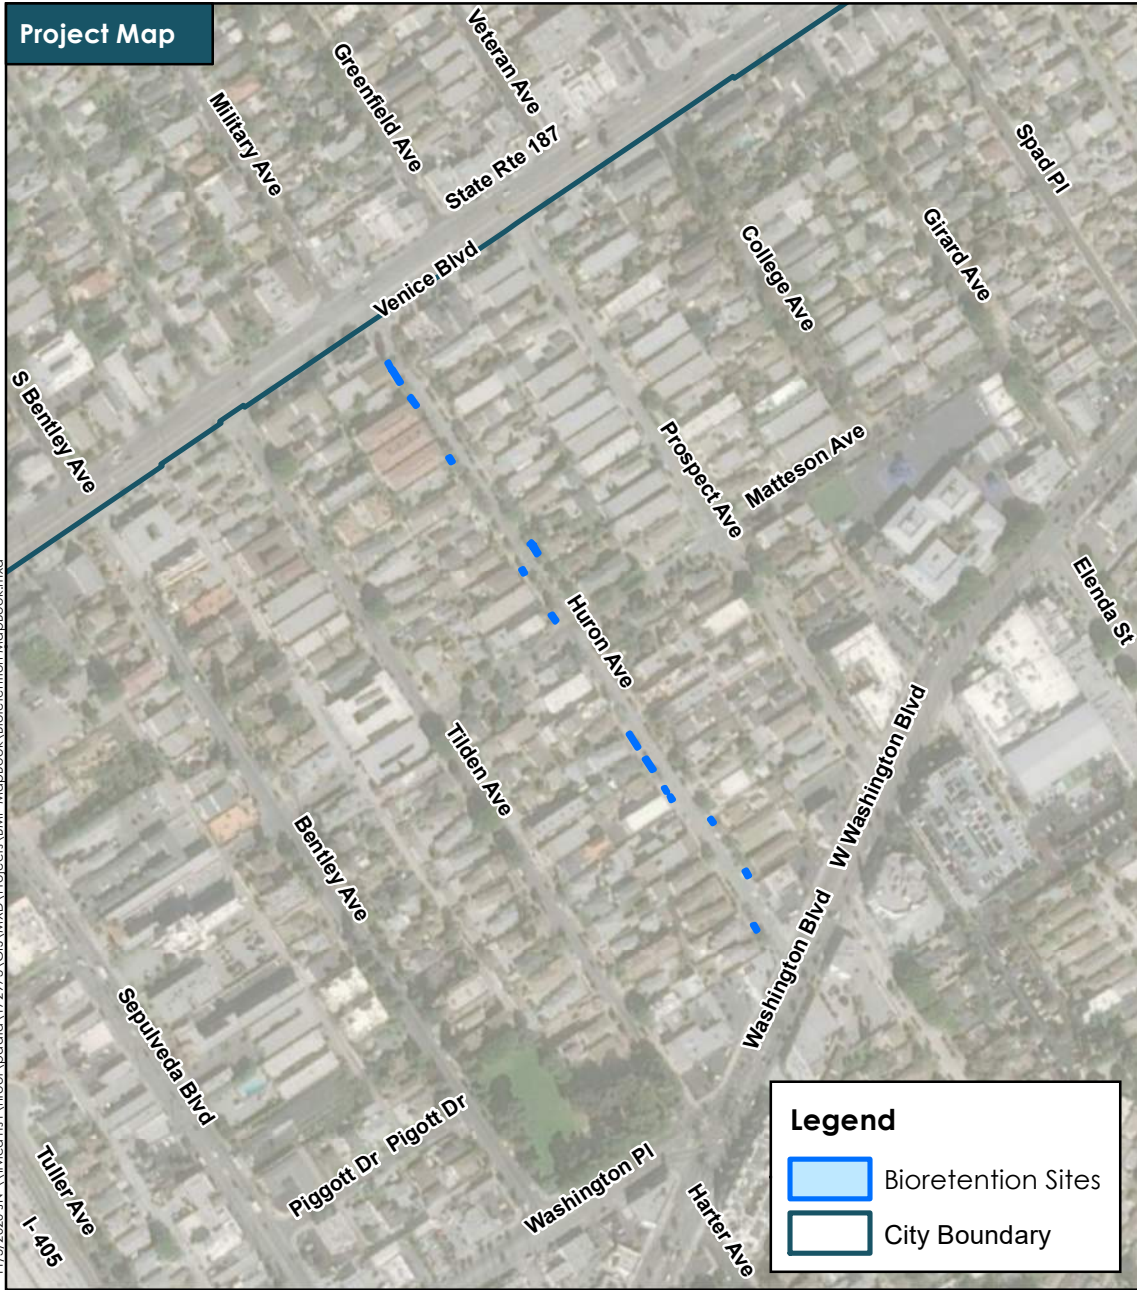 Project Map
Veteran Ave
Greenfield Ave
Military Ave
State Rte 187
Spad Pl
Girard Ave
College Ave
Venice Blvd
S Bentley Ave
Prospect Ave
Matteson Ave
Elenda St
Huron Ave
W Washington Blvd
Tilden Ave
Bentley Ave
Washington Blvd
Sepulveda Blvd
Piggott Dr
Pigott Dr
Tuller Ave
I-405
Washington Pl
Harter Ave
Legend
Bioretention Sites
City Boundary